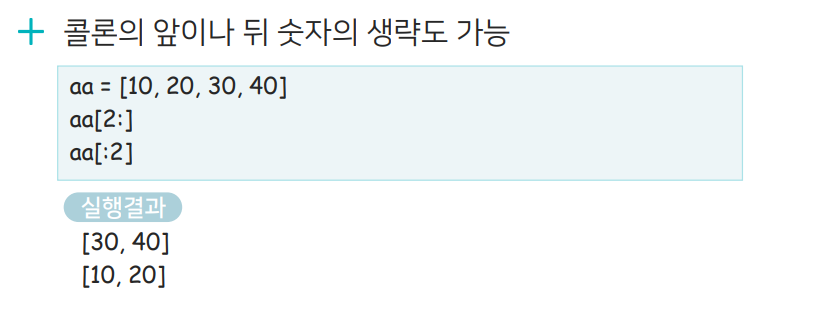 콜론의 앞이나 뒤 숫자의 생략도 가능
aa = [10, 20, 30, 40]
aa[2:]
aa[:2]
실행결과
[30, 40]
[10, 20]